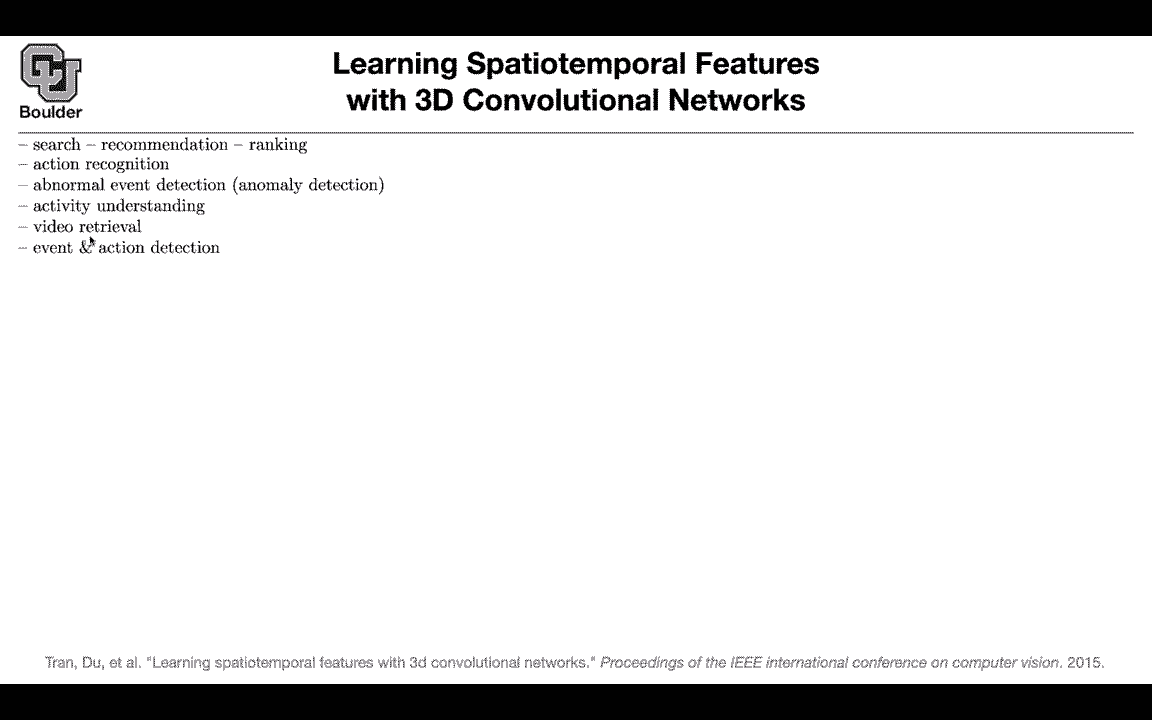 Learning Spatiotemporal Features
with 3D Convolutional Networks
CU
Boulder
– search – recommendation – ranking
– action recognition
– abnormal event detection (anomaly detection)
– activity understanding
– video retrieval
– event & action detection
Tran, Du, et al. "Learning spatiotemporal features with 3d convolutional networks." Proceedings of the IEEE international conference on computer vision. 2015.